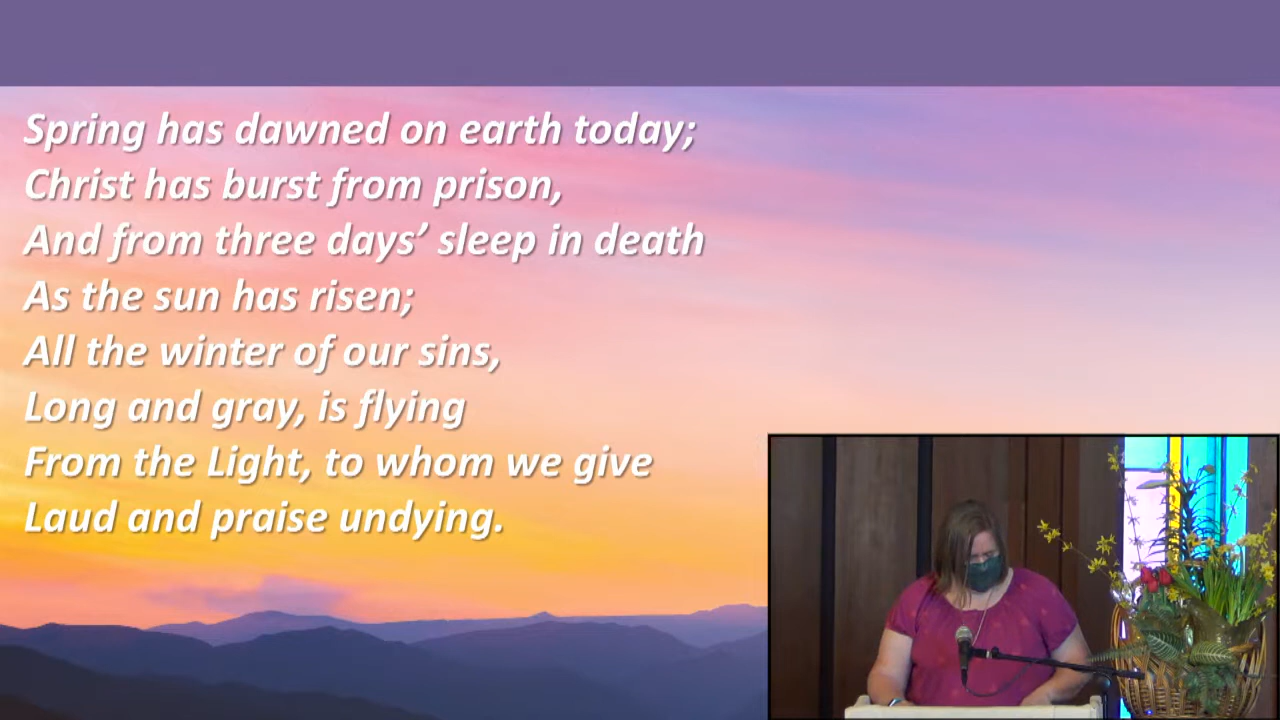 Spring has dawned on earth today;
Christ has burst from prison,
And from three days’ sleep in death
As the sun has risen;
All the winter of our sins,
Long and gray, is flying
From the Light, to whom we give
Laud and praise undying.